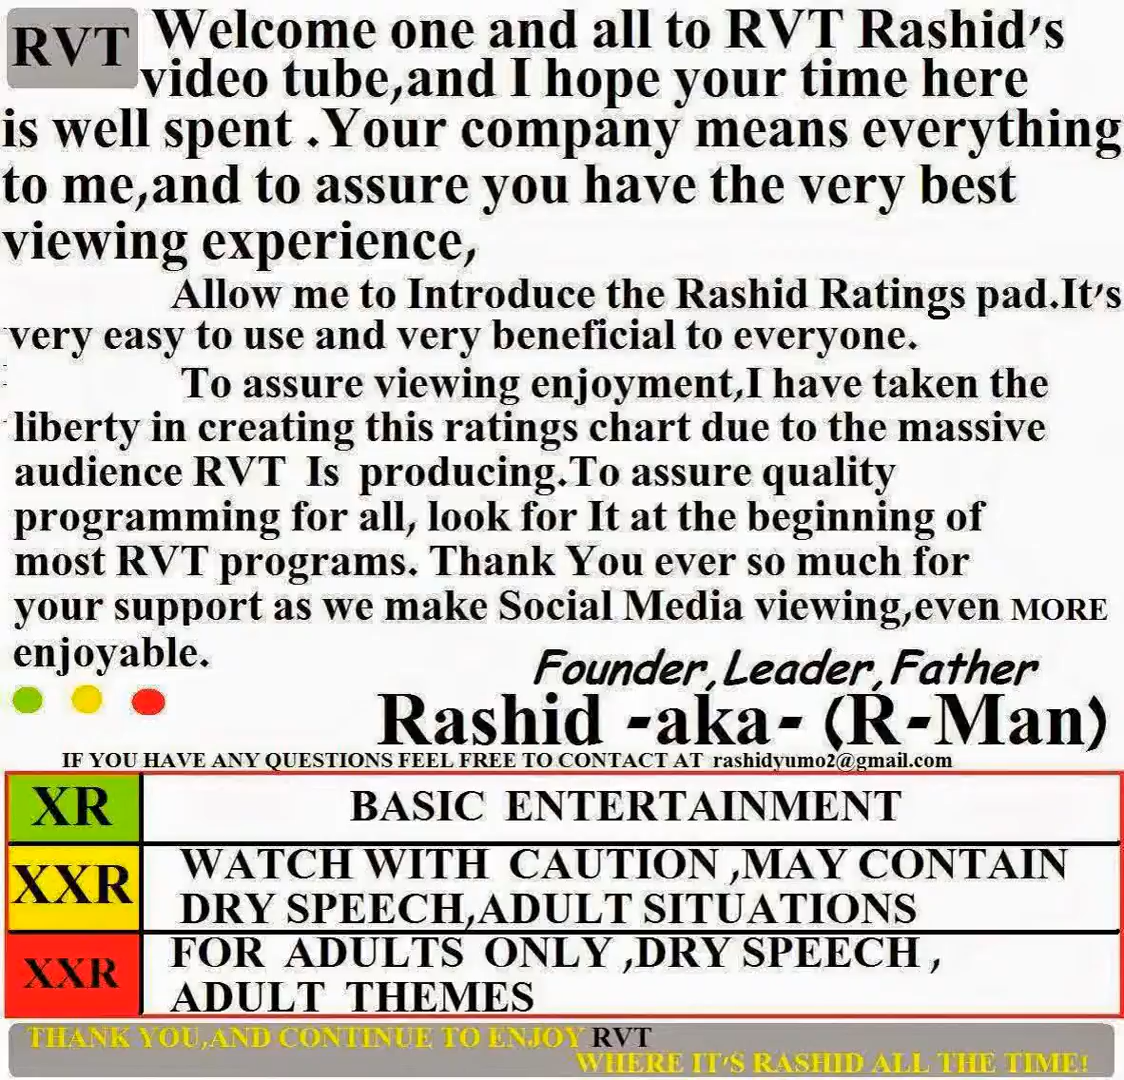 RVT Welcome one and all to RVT Rashid's
video tube,and I hope your time here
is well spent .Your company means everything
to me,and to assure you have the very best
viewing experience,
Allow me to Introduce the Rashid Ratings pad.It's
very easy to use and very beneficial to everyone.
To assure viewing enjoyment,I have taken the
liberty in creating this ratings chart due to the massive
audience RVT Is producing.To assure quality
programming for all, look for It at the beginning of
most RVT programs. Thank You ever so much for
your support as we make Social Media viewing,even MORE
enjoyable.
Founder,Leader,Father
Rashid -aka- (R-Man)
IF YOU HAVE ANY QUESTIONS FEEL FREE TO CONTACT AT rashidyumo2@gmail.com
XR BASIC ENTERTAINMENT
XXR WATCH WITH CAUTION ,MAY CONTAIN
DRY SPEECH,ADULT SITUATIONS
XXR FOR ADULTS ONLY ,DRY SPEECH ,
ADULT THEMES
THANK YOU,AND CONTINUE TO ENJOY RVT
WHERE IT'S RASHID ALL THE TIME!